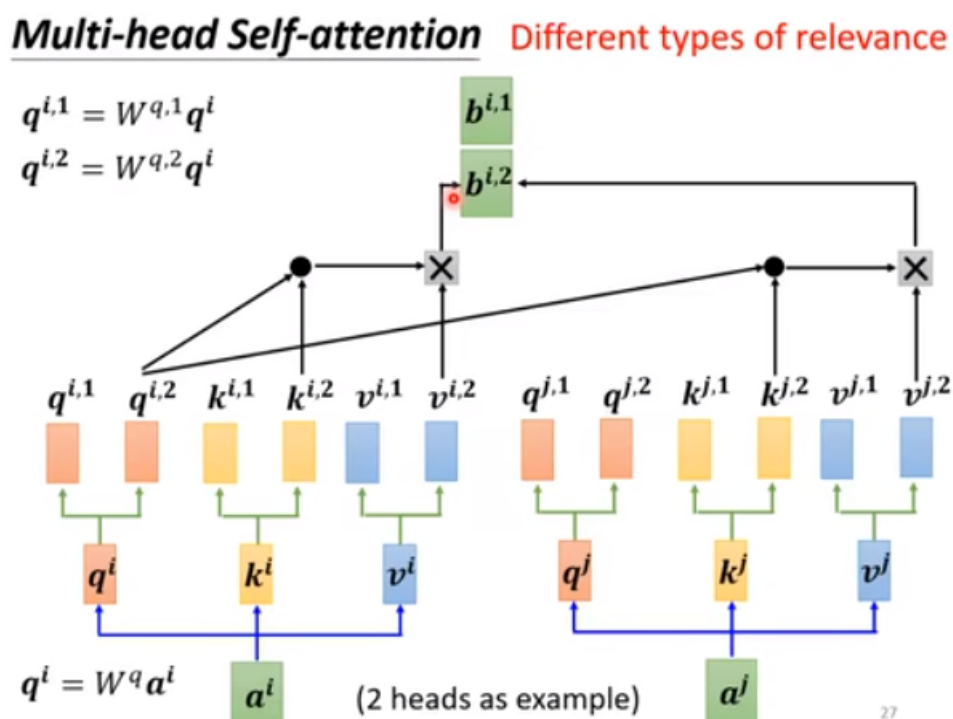 Multi-head Self-attention Different types of relevance
q^{i,1} = W^{q,1}q^i
q^{i,2} = W^{q,2}q^i
b^{i,1}
b^{i,2}
q^{i,1} q^{i,2} k^{i,1} k^{i,2} v^{i,1} v^{i,2} q^{j,1} q^{j,2} k^{j,1} k^{j,2} v^{j,1} v^{j,2}
q^i k^i v^i q^j k^j v^j
q^i = W^q a^i a^i (2 heads as example) a^j
27